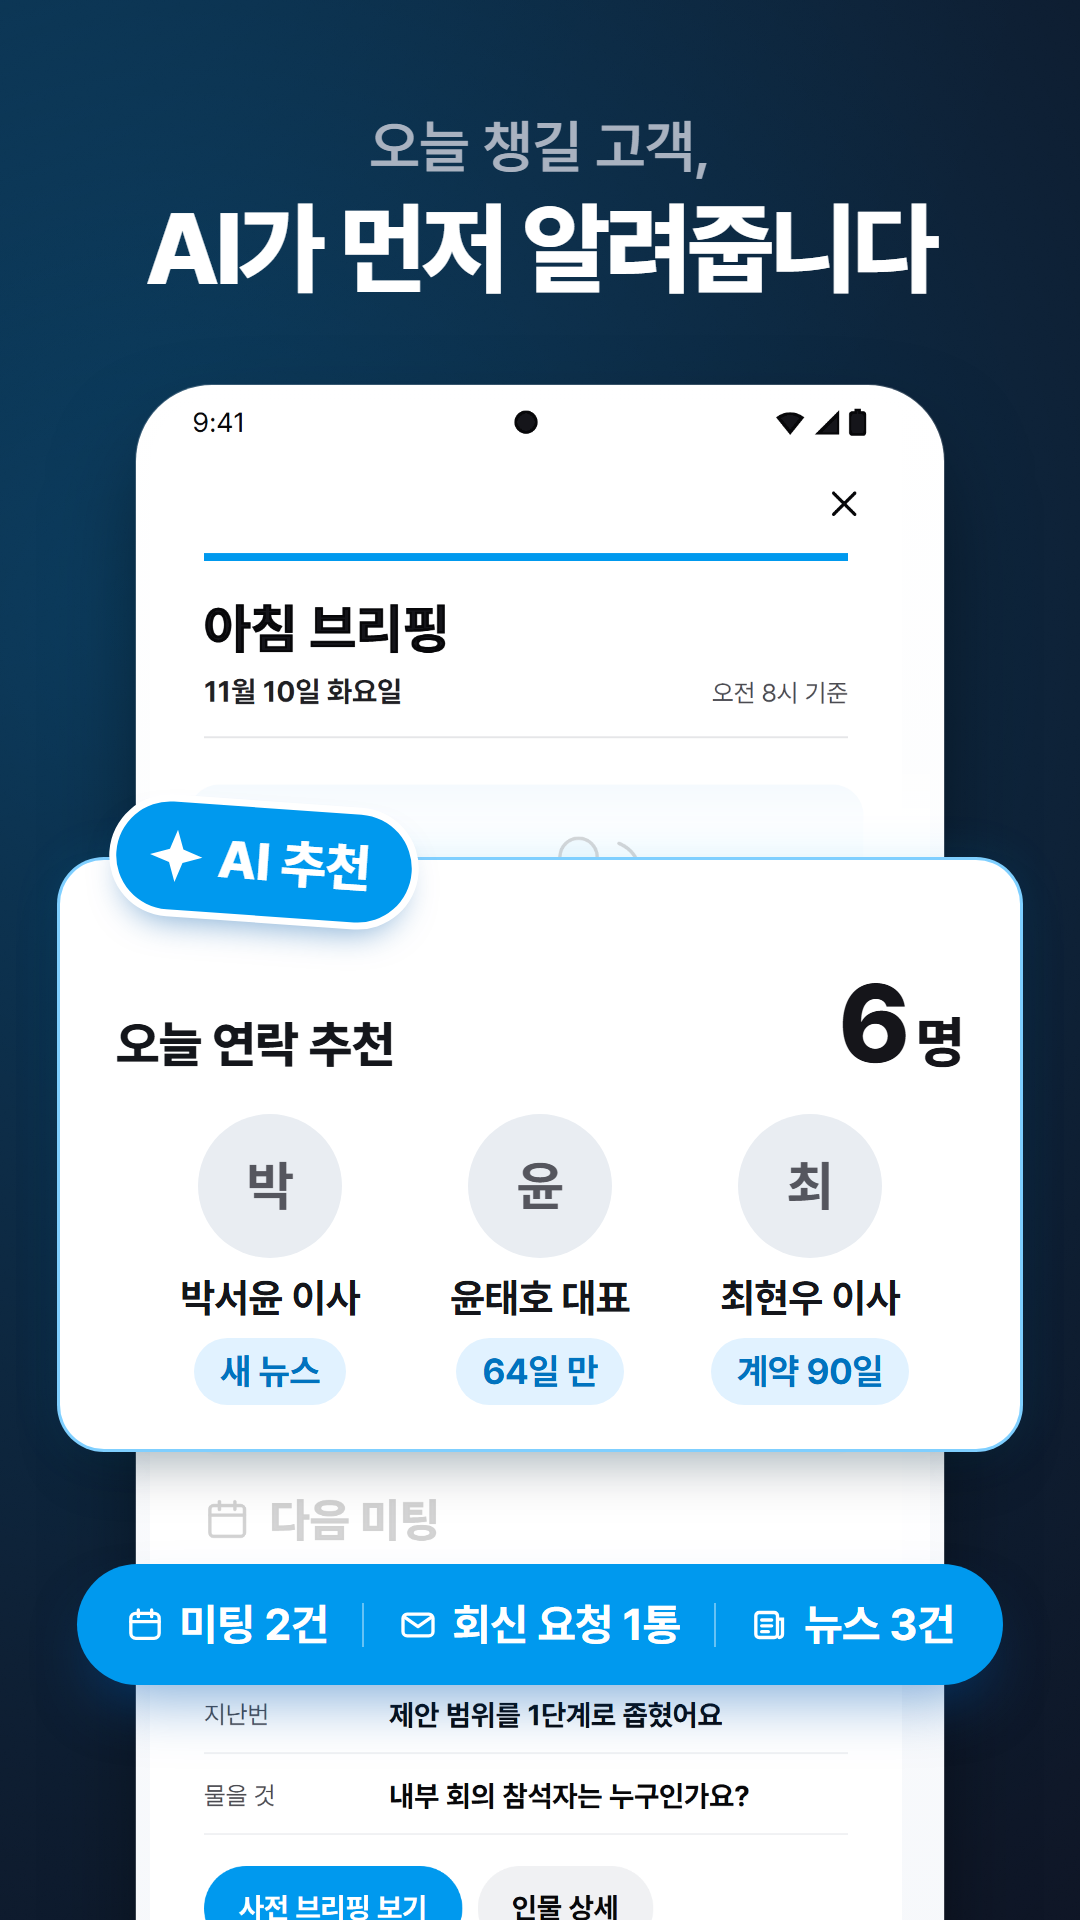 오늘 챙길 고객,
AI가 먼저 알려줍니다
9:41
아침 브리핑
11월 10일 화요일
오전 8시 기준
AI 추천
오늘 연락 추천
6명
박
윤
최
박서윤 이사
윤태호 대표
최현우 이사
새 뉴스
64일 만
계약 90일
다음 미팅
미팅 2건
회신 요청 1통
뉴스 3건
지난번
제안 범위를 1단계로 좁혔어요
물을 것
내부 회의 참석자는 누구인가요?
사전 브리핑 보기
인물 상세